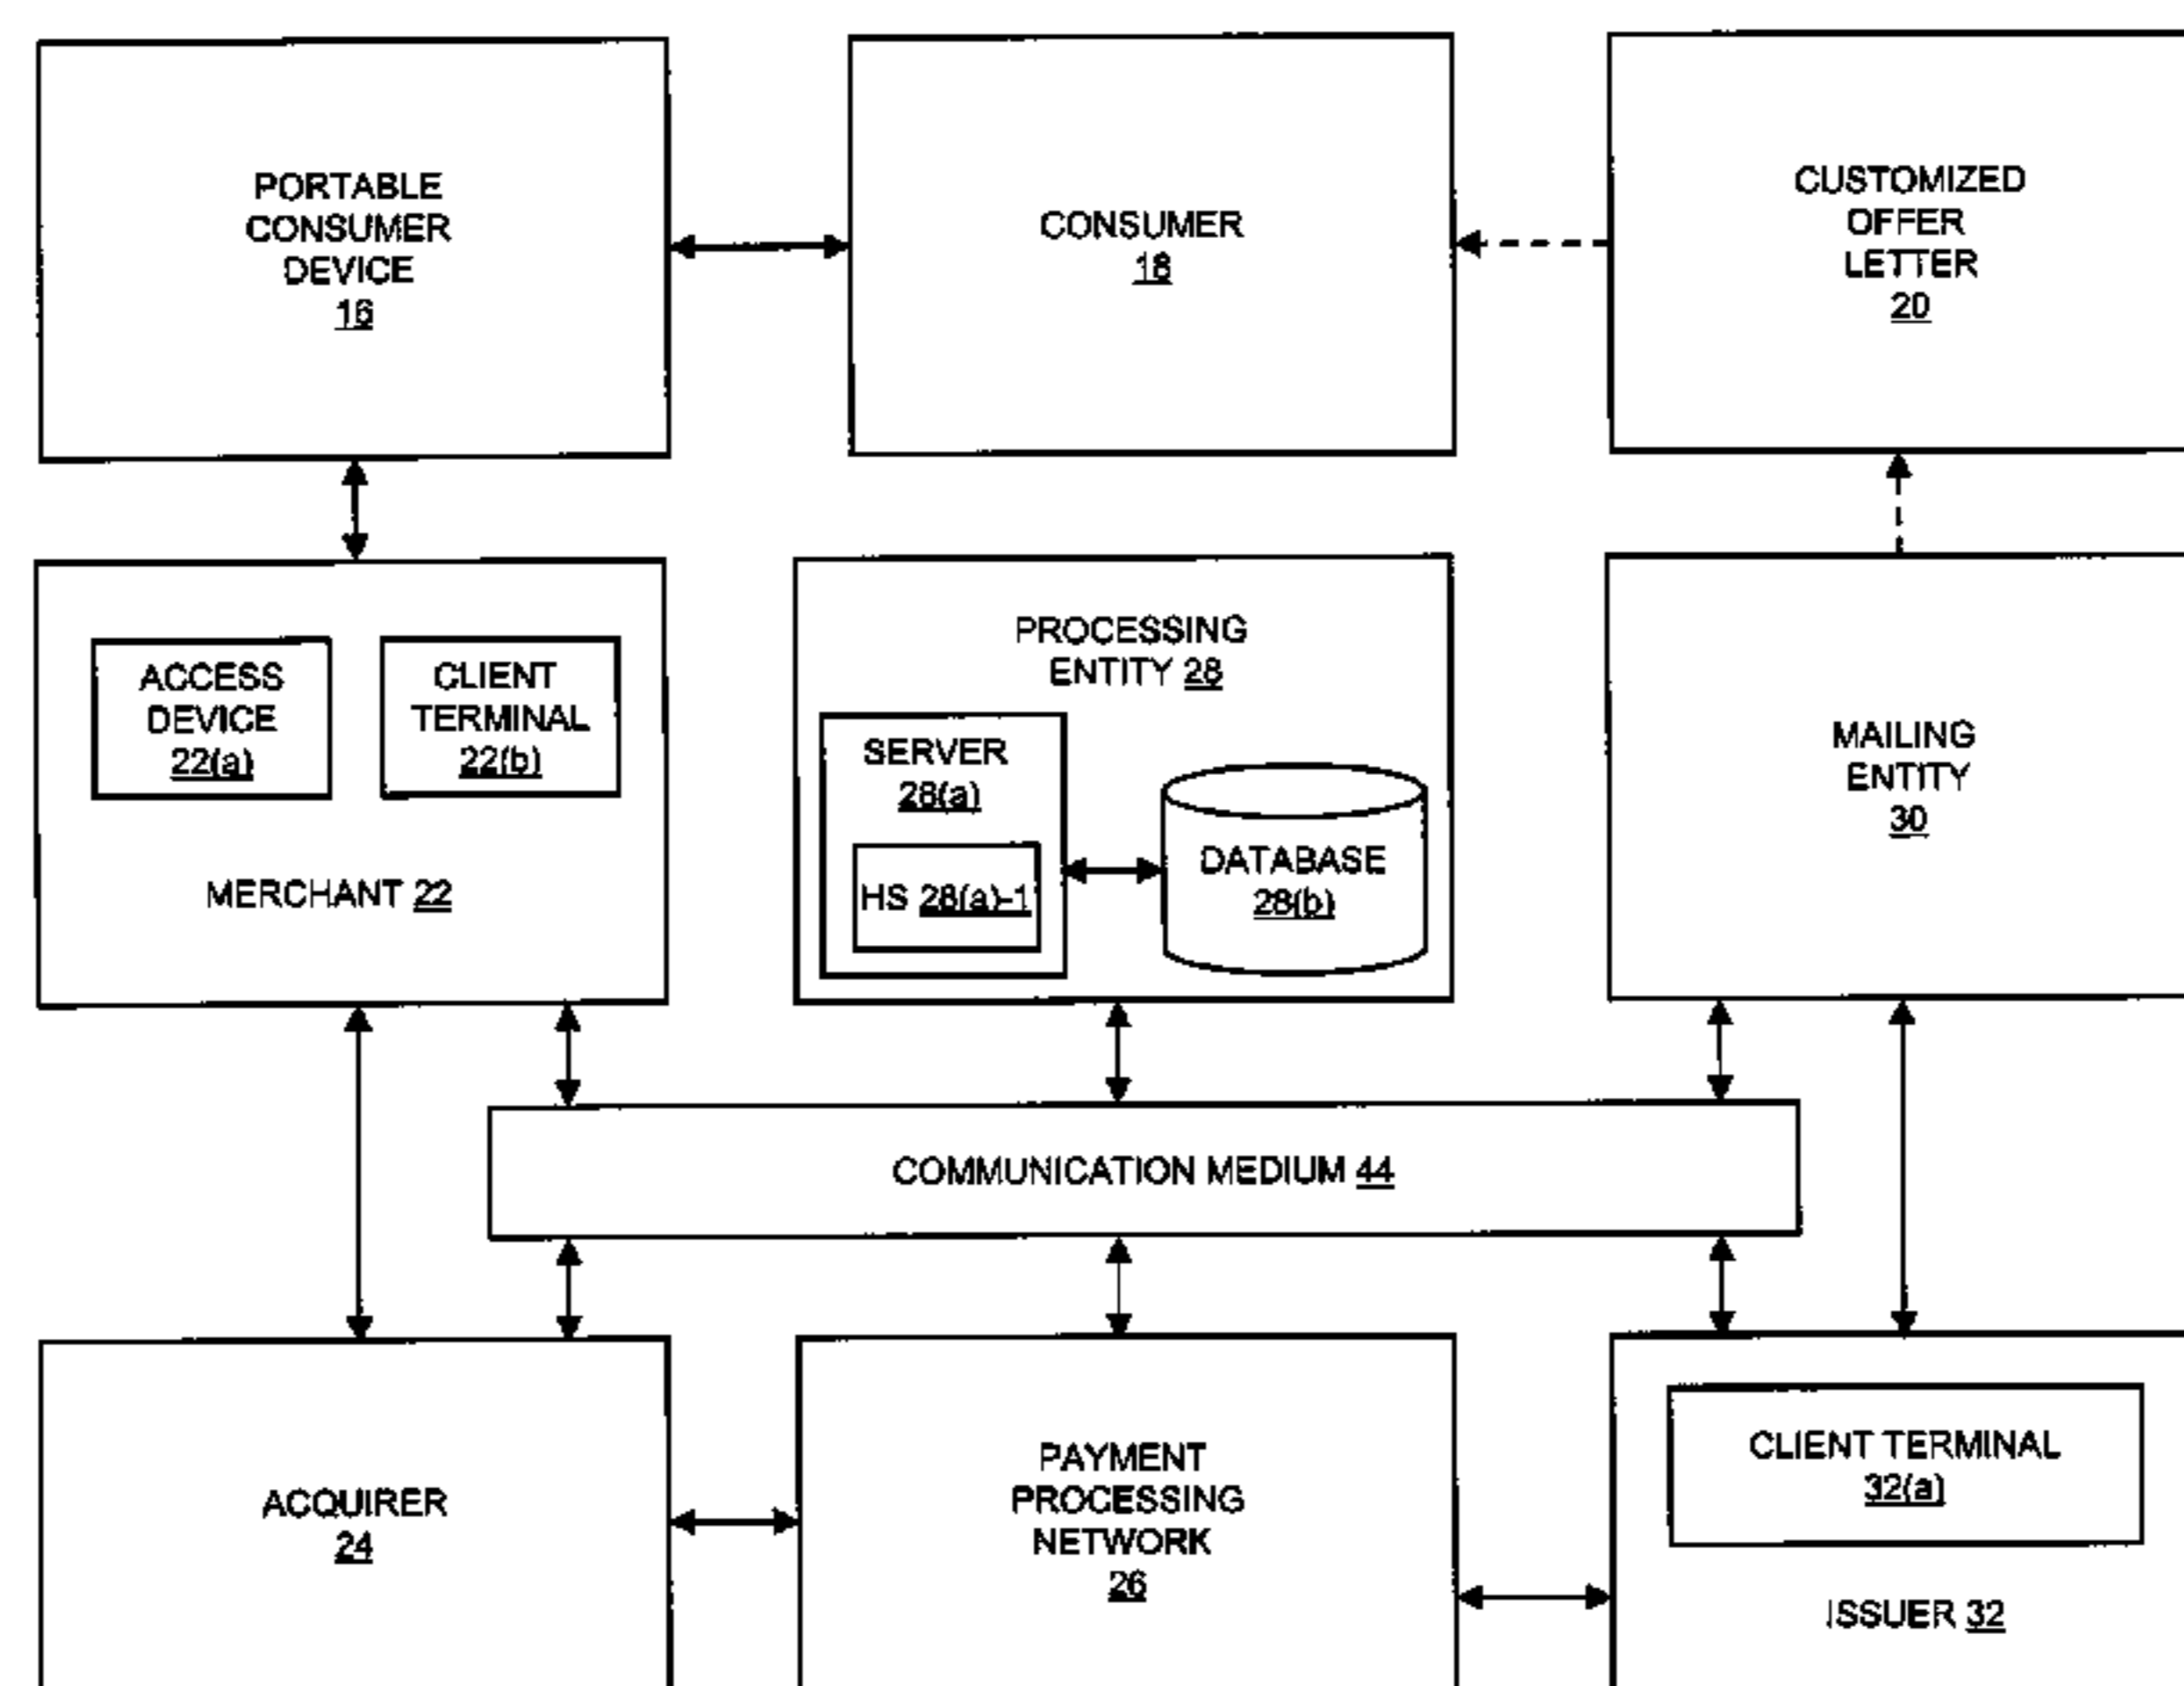 PORTABLE
CONSUMER
DEVICE
16
CONSUMER
18
CUSTOMIZED
OFFER
LETTER
20
ACCESS
DEVICE
22(a)
CLIENT
TERMINAL
22(b)
MERCHANT 22
PROCESSING
ENTITY 28
SERVER
28(a)
HS 28(a)-1
DATABASE
28(b)
MAILING
ENTITY
30
COMMUNICATION MEDIUM 44
ACQUIRER
24
PAYMENT
PROCESSING
NETWORK
26
CLIENT TERMINAL
32(a)
ISSUER 32